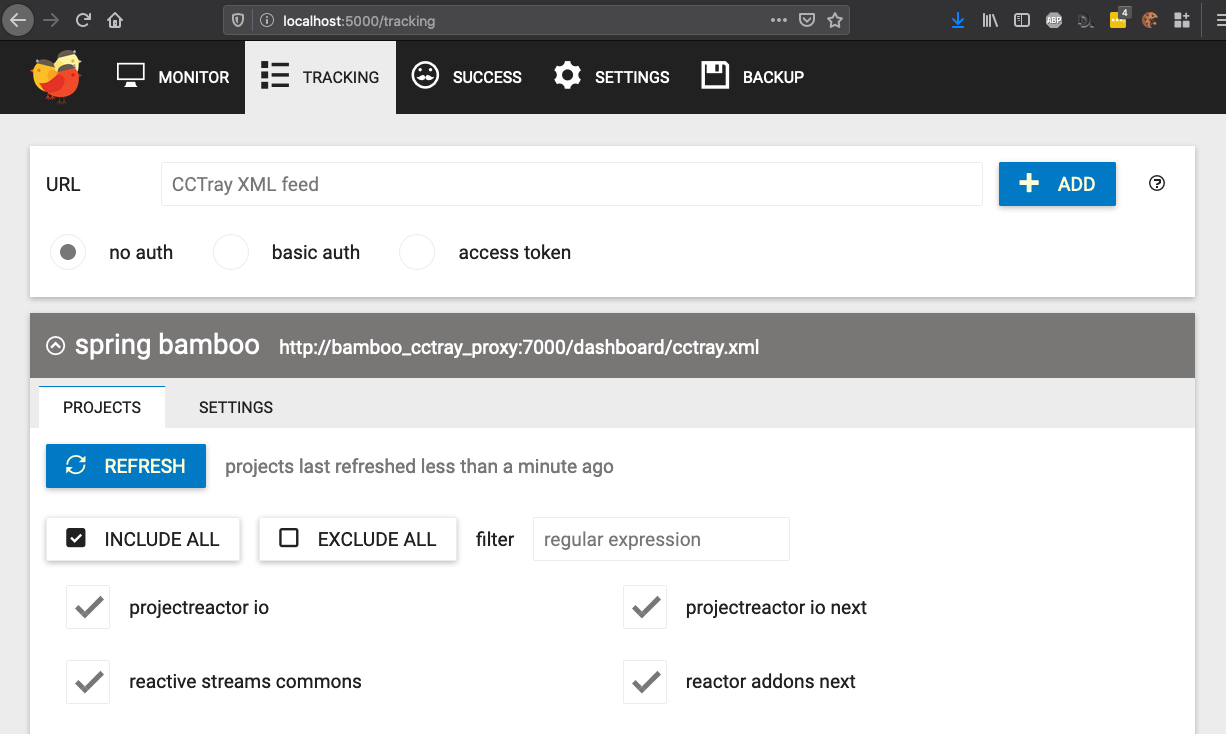 localhost:5000/tracking
ABP
4
MONITOR TRACKING SUCCESS SETTINGS BACKUP
URL CCTray XML feed ADD ?
no auth basic auth access token
spring bamboo http://bamboo_cctray_proxy:7000/dashboard/cctray.xml
PROJECTS SETTINGS
REFRESH projects last refreshed less than a minute ago
INCLUDE ALL EXCLUDE ALL filter regular expression
projectreactor io projectreactor io next
reactive streams commons reactor addons next